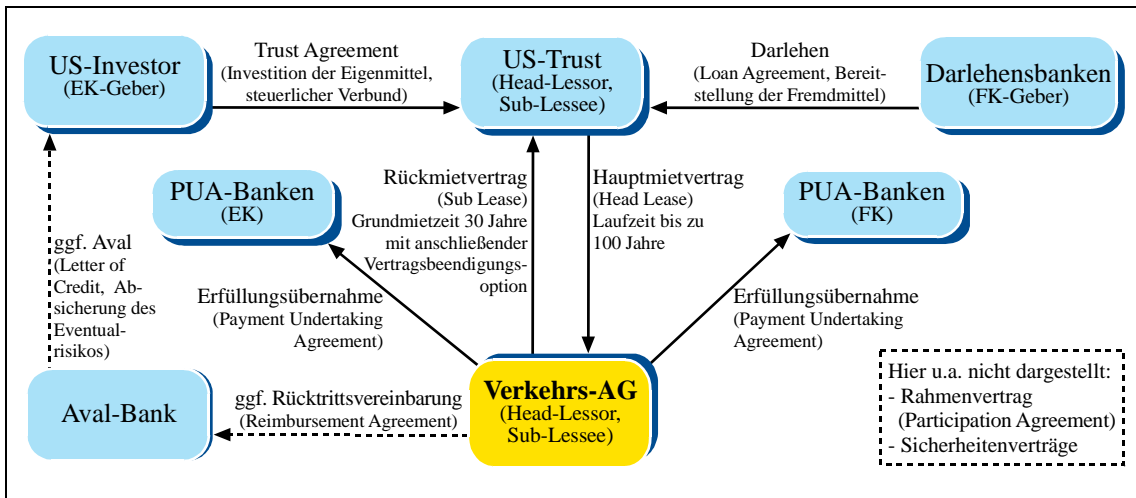 US-Investor
(EK-Geber)
Trust Agreement
(Investition der Eigenmittel,
steuerlicher Verbund)
US-Trust
(Head-Lessor,
Sub-Lessee)
Darlehen
(Loan Agreement, Bereit-
stellung der Fremdmittel)
Darlehensbanken
(FK-Geber)
PUA-Banken
(EK)
Rückmietvertrag
(Sub Lease)
Grundmietzeit 30 Jahre
mit anschließender
Vertragsbeendigungs-
option
Hauptmietvertrag
(Head Lease)
Laufzeit bis zu
100 Jahre
PUA-Banken
(FK)
ggf. Aval
(Letter of
Credit, Ab-
sicherung des
Eventual-
risikos)
Erfüllungsübernahme
(Payment Undertaking
Agreement)
Erfüllungsübernahme
(Payment Undertaking
Agreement)
Aval-Bank
ggf. Rücktrittsvereinbarung
(Reimbursement Agreement)
Verkehrs-AG
(Head-Lessor,
Sub-Lessee)
Hier u.a. nicht dargestellt:
- Rahmenvertrag
(Participation Agreement)
- Sicherheitenverträge